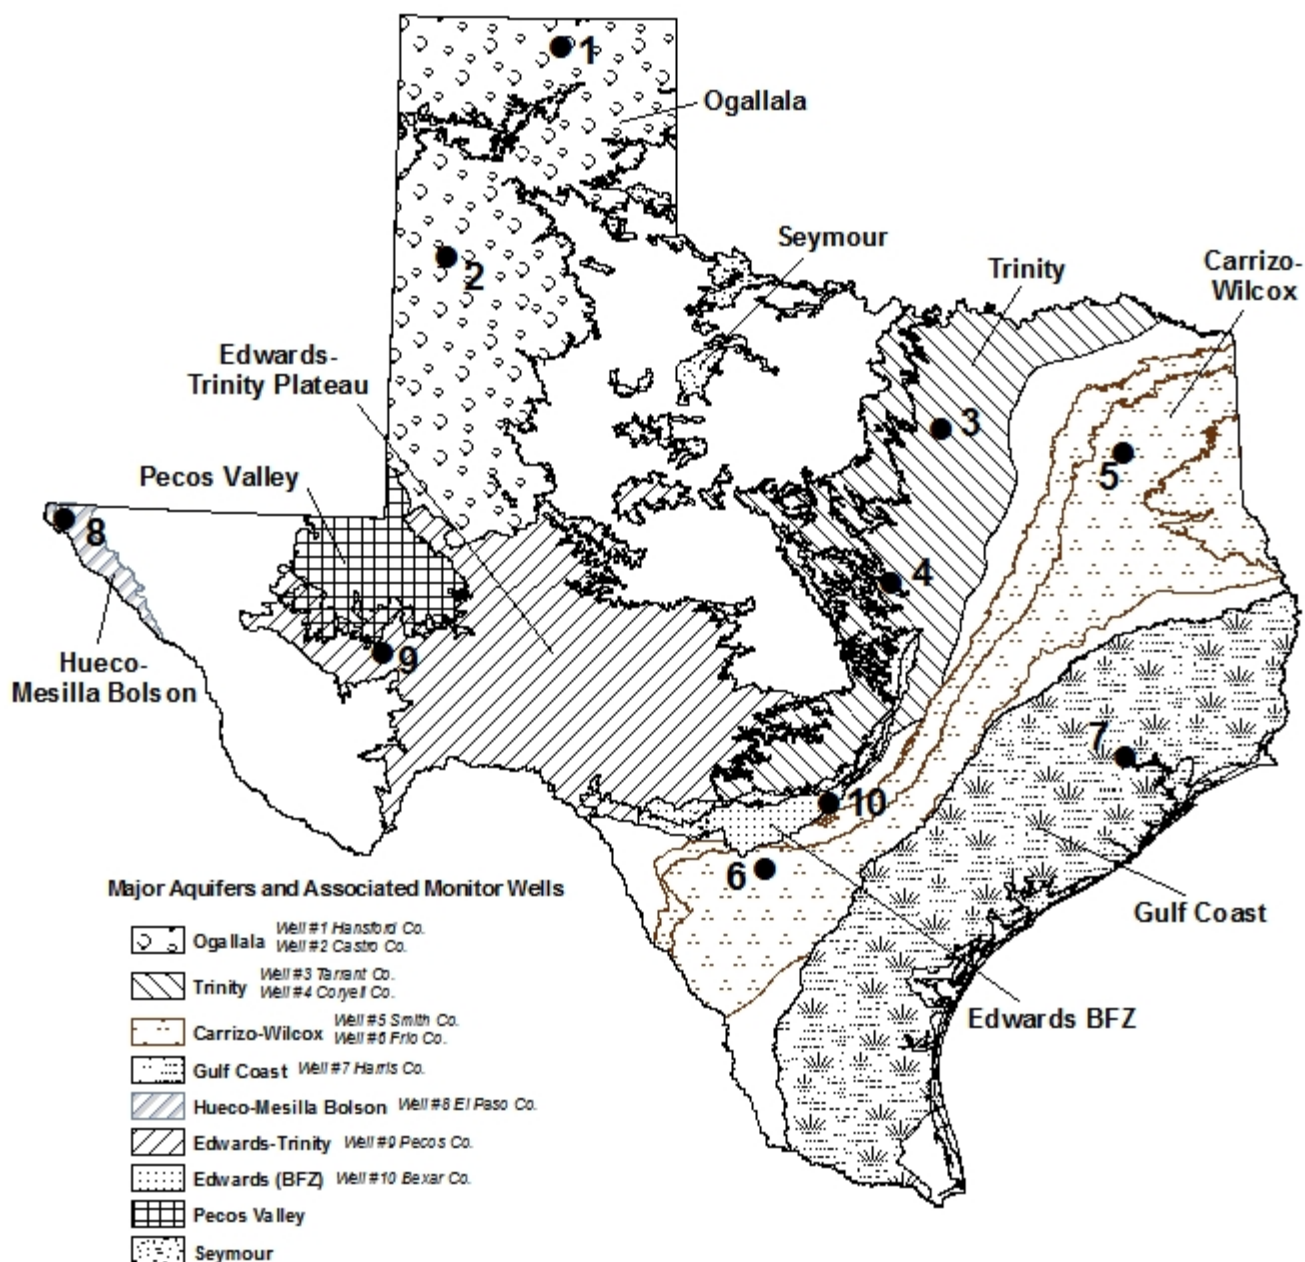 1
Ogallala
Seymour
Carrizo-
Wilcox
Trinity
2
Edwards-
Trinity Plateau
3
5
Pecos Valley
8
4
9
Hueco-
Mesilla Bolson
7
10
6
Gulf Coast
Edwards BFZ
Major Aquifers and Associated Monitor Wells
Ogallala Well #1 Hansford Co.
Well #2 Castro Co.
Trinity Well #3 Tarrant Co.
Well #4 Coryell Co.
Carrizo-Wilcox Well #5 Smith Co.
Well #6 Frio Co.
Gulf Coast Well #7 Harris Co.
Hueco-Mesilla Bolson Well #8 El Paso Co.
Edwards-Trinity Well #9 Pecos Co.
Edwards (BFZ) Well #10 Bexar Co.
Pecos Valley
Seymour